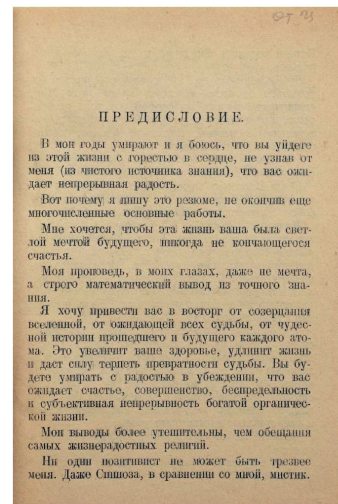 ПРЕДИСЛОВИЕ.
В мои годы умирают и я боюсь, что вы уйдете
из этой жизни с горестью в сердце, не узнав от
меня (из чистого источника знания), что вас ожи-
дает непрерывная радость.
Вот почему я пишу это резюме, не окончив еще
многочисленные основные работы.
Мне хочется, чтобы эта жизнь ваша была свет-
лой мечтой будущего, никогда не кончающегося
счастья.
Моя проповедь, в моих глазах, даже не мечта,
а строго математический вывод из точного зна-
ния.
Я хочу привести вас в восторг от созерцания
вселенной, от ожидающей всех судьбы, от чудес-
ной истории прошедшего и будущего каждого ато-
ма. Это увеличит ваше здоровье, удлинит жизнь
и даст силу терпеть превратности судьбы. Вы бу-
дете умирать с радостью в убеждении, что вас
ожидает счастье, совершенство, беспредельность
и субъективная непрерывность богатой органичес-
кой жизни.
Мои выводы более утешительны, чем обещания
самых жизнерадостных религий.
Ни один позитивист не может быть трезвее
меня. Даже Спиноза, в сравнении со мной, мистик.